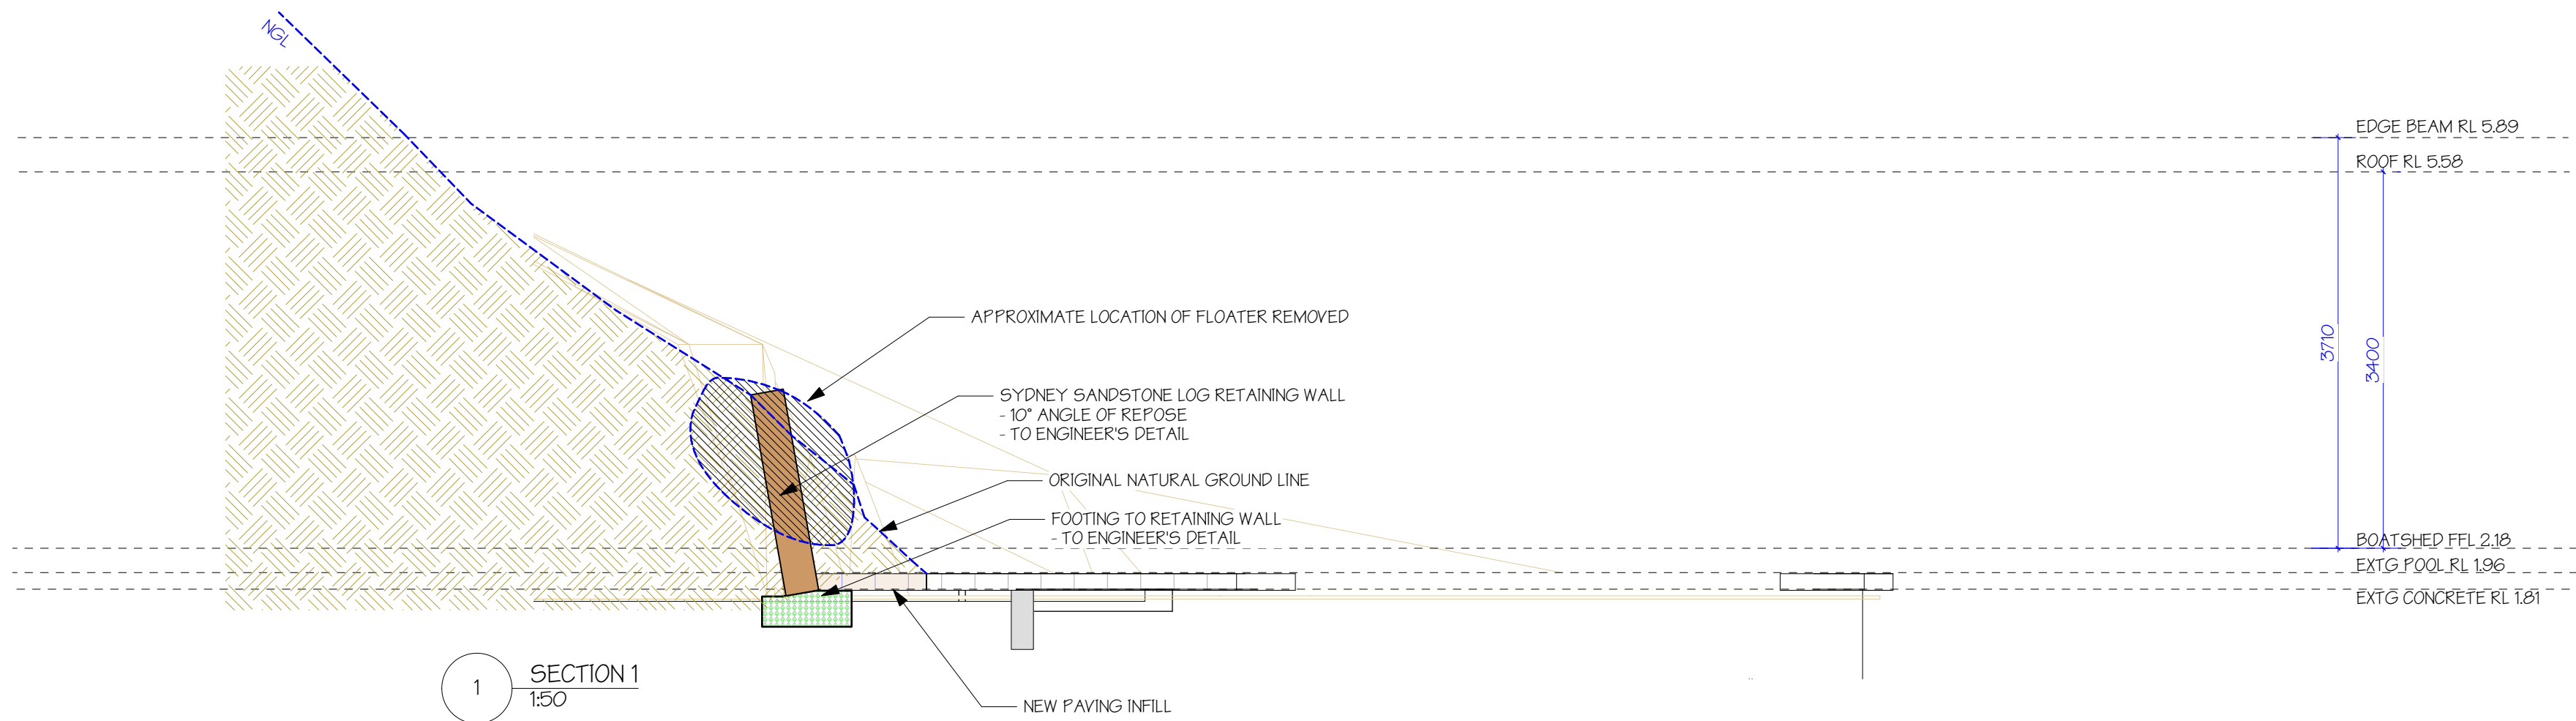 NGL
EDGE BEAM RL 5.89
ROOF RL 5.58
APPROXIMATE LOCATION OF FLOATER REMOVED
3710
3400
SYDNEY SANDSTONE LOG RETAINING WALL
- 10° ANGLE OF REPOSE
- TO ENGINEER'S DETAIL
ORIGINAL NATURAL GROUND LINE
FOOTING TO RETAINING WALL
- TO ENGINEER'S DETAIL
BOATSHED FFL 2.18
EXTG POOL RL 1.96
EXTG CONCRETE RL 1.81
1
SECTION 1
1:50
NEW PAVING INFILL